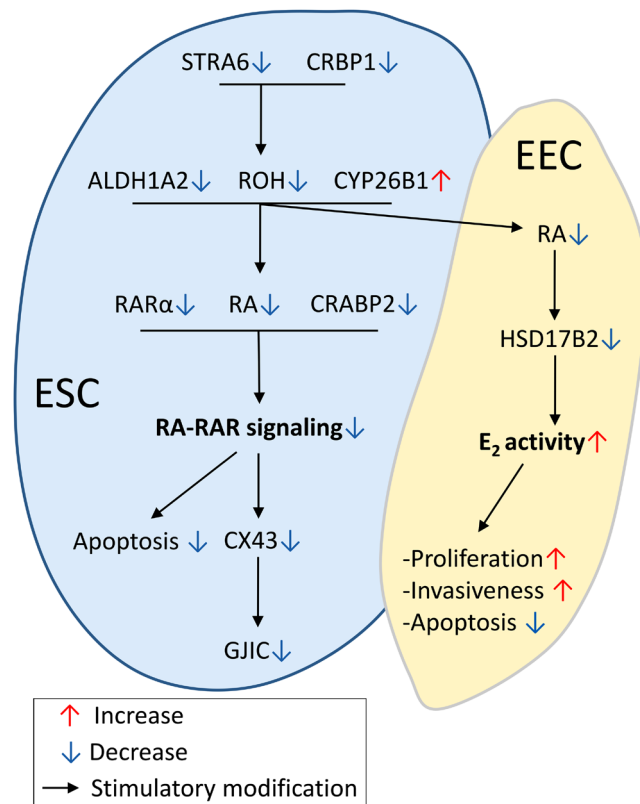 STRA6↓ CRBP1↓
EEC
ALDH1A2↓ ROH↓ CYP26B1↑
RA↓
RARα↓ RA↓ CRABP2↓
HSD17B2↓
ESC
RA-RAR signaling↓
E₂ activity↑
Apoptosis ↓ CX43↓
-Proliferation↑
-Invasiveness ↑
-Apoptosis ↓
GJIC↓
↑ Increase
↓ Decrease
→ Stimulatory modification